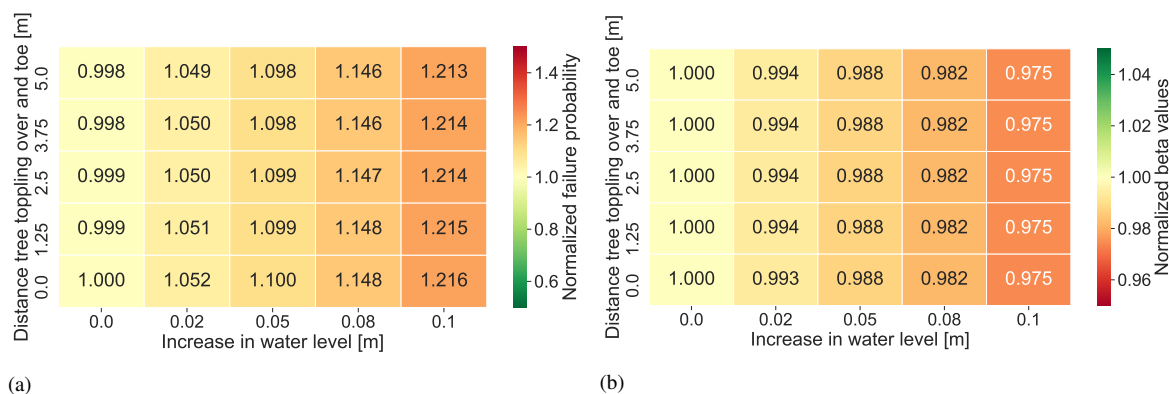 Distance tree toppling over and toe [m]
5.0 0.998 1.049 1.098 1.146 1.213
3.75 0.998 1.050 1.098 1.146 1.214
2.5 0.999 1.050 1.099 1.147 1.214
1.25 0.999 1.051 1.099 1.148 1.215
0.0 1.000 1.052 1.100 1.148 1.216
0.0 0.02 0.05 0.08 0.1
Increase in water level [m]
1.4
1.2
1.0
0.8
0.6
Normalized failure probability
(a)
Distance tree toppling over and toe [m]
5.0 1.000 0.994 0.988 0.982 0.975
3.75 1.000 0.994 0.988 0.982 0.975
2.5 1.000 0.994 0.988 0.982 0.975
1.25 1.000 0.994 0.988 0.982 0.975
0.0 1.000 0.993 0.988 0.982 0.975
0.0 0.02 0.05 0.08 0.1
Increase in water level [m]
1.04
1.02
1.00
0.98
0.96
Normalized beta values
(b)